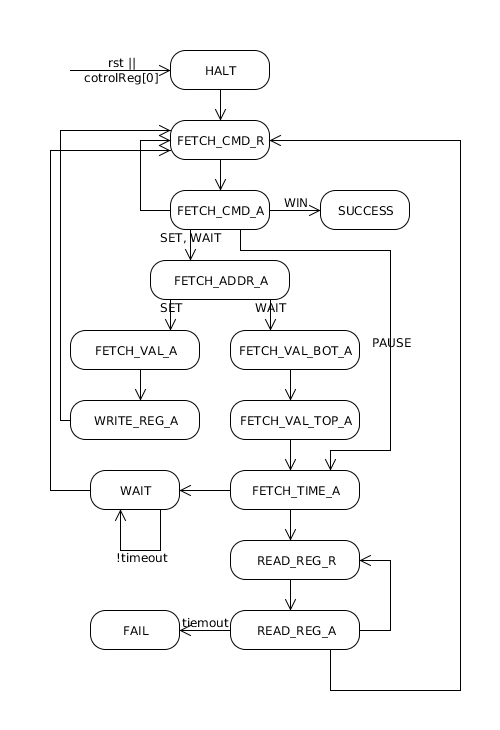 rst ||
cotrolReg[0]
HALT
FETCH_CMD_R
FETCH_CMD_A
WIN
SUCCESS
SET, WAIT
FETCH_ADDR_A
SET
WAIT
FETCH_VAL_A
FETCH_VAL_BOT_A
PAUSE
WRITE_REG_A
FETCH_VAL_TOP_A
WAIT
FETCH_TIME_A
!timeout
READ_REG_R
FAIL
tiemout
READ_REG_A